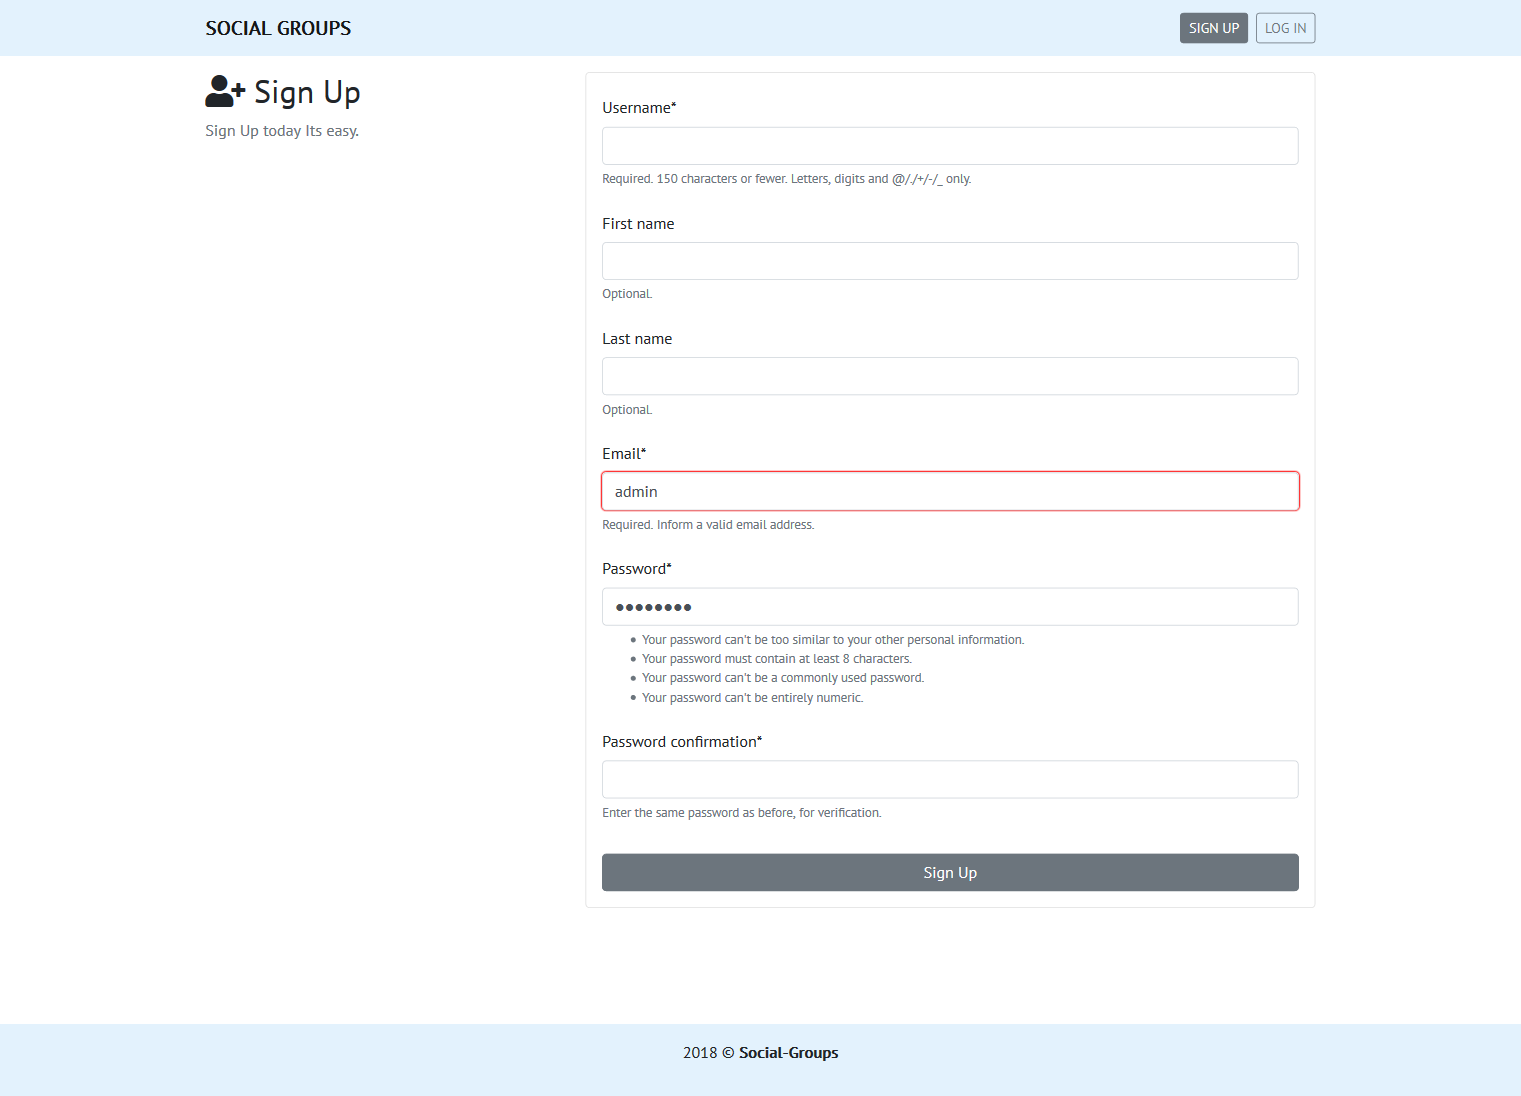 SOCIAL GROUPS
SIGN UP
LOG IN
Sign Up
Sign Up today Its easy.
Username*
Required. 150 characters or fewer. Letters, digits and @/./+/-/_ only.
First name
Optional.
Last name
Optional.
Email*
admin
Required. Inform a valid email address.
Password*
●●●●●●●●
• Your password can't be too similar to your other personal information.
• Your password must contain at least 8 characters.
• Your password can't be a commonly used password.
• Your password can't be entirely numeric.
Password confirmation*
Enter the same password as before, for verification.
Sign Up
2018 © Social-Groups